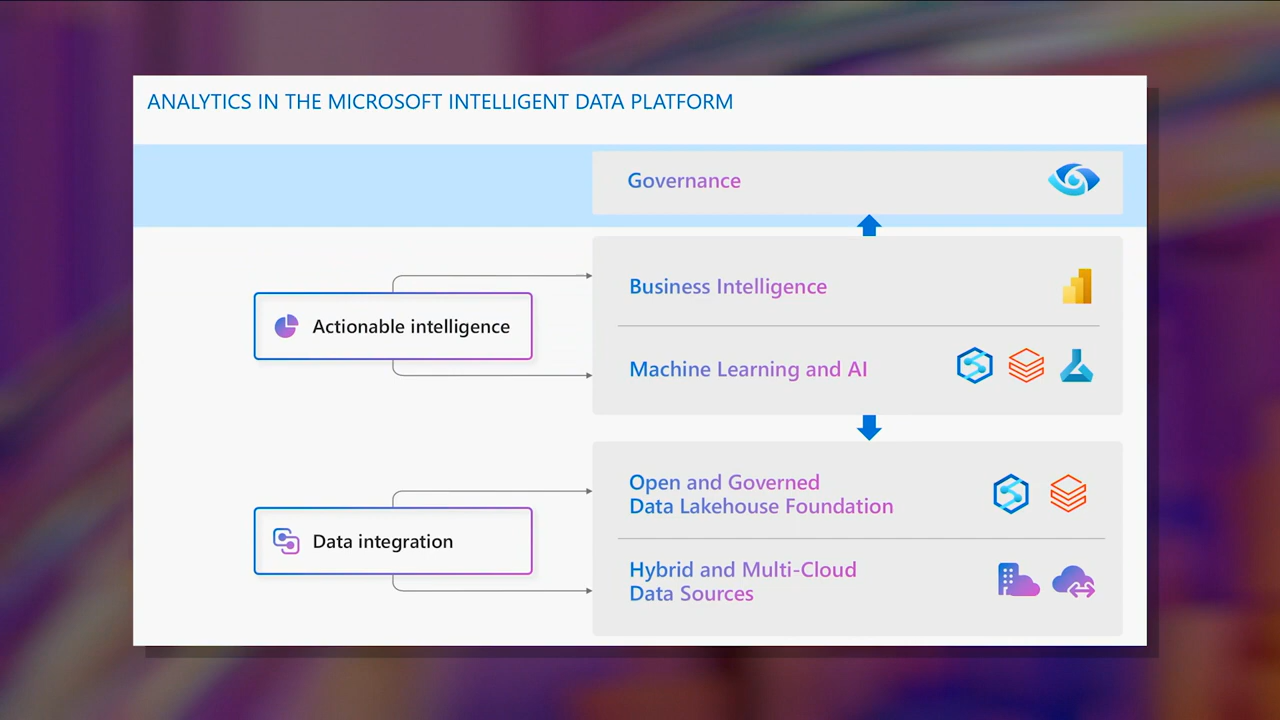 ANALYTICS IN THE MICROSOFT INTELLIGENT DATA PLATFORM
Governance
Business Intelligence
Actionable intelligence
Machine Learning and AI
Open and Governed
Data Lakehouse Foundation
Data integration
Hybrid and Multi-Cloud
Data Sources